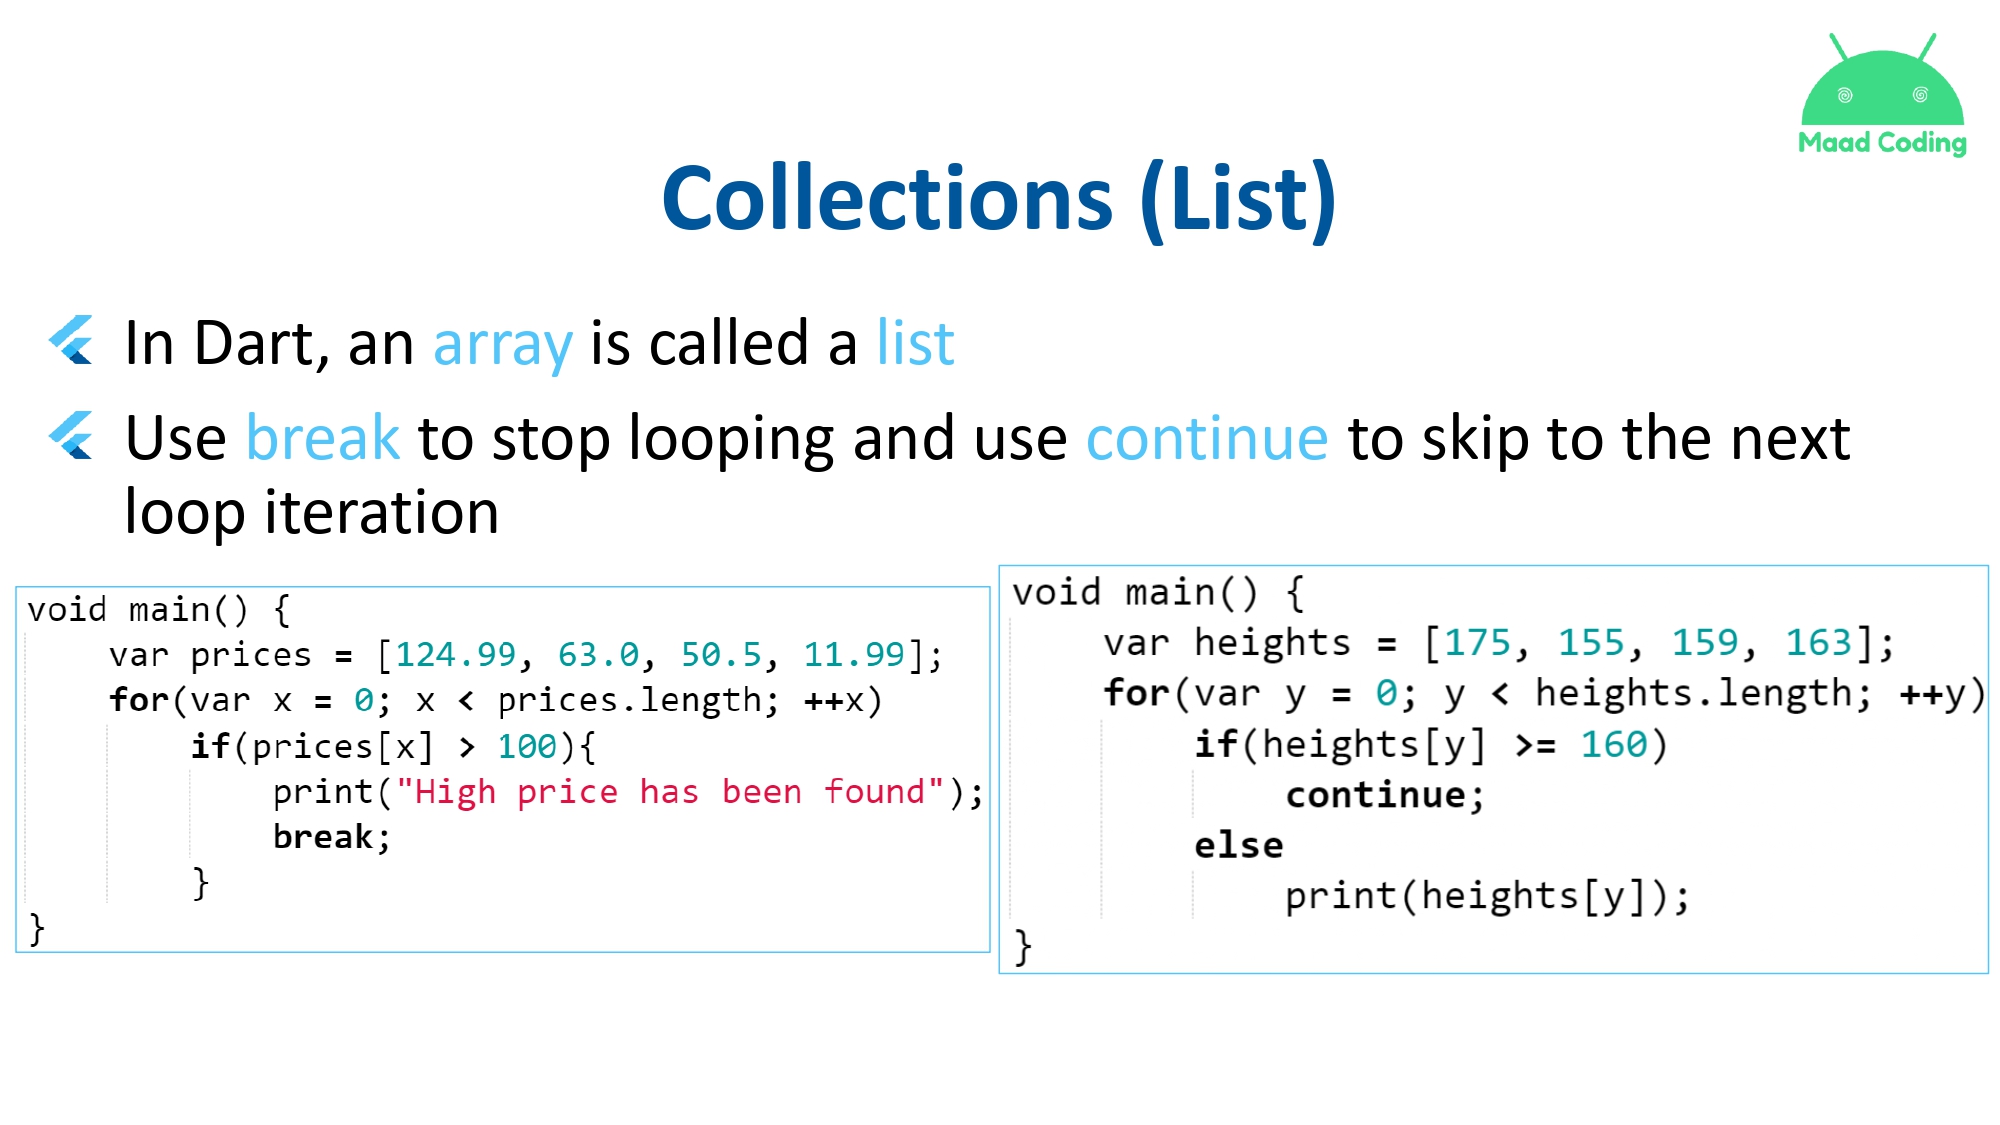 Maad Coding
Collections (List)
In Dart, an array is called a list
Use break to stop looping and use continue to skip to the next
loop iteration
void main() {
    var prices = [124.99, 63.0, 50.5, 11.99];
    for(var x = 0; x < prices.length; ++x)
        if(prices[x] > 100){
            print("High price has been found");
            break;
        }
}
void main() {
    var heights = [175, 155, 159, 163];
    for(var y = 0; y < heights.length; ++y)
        if(heights[y] >= 160)
            continue;
        else
            print(heights[y]);
}